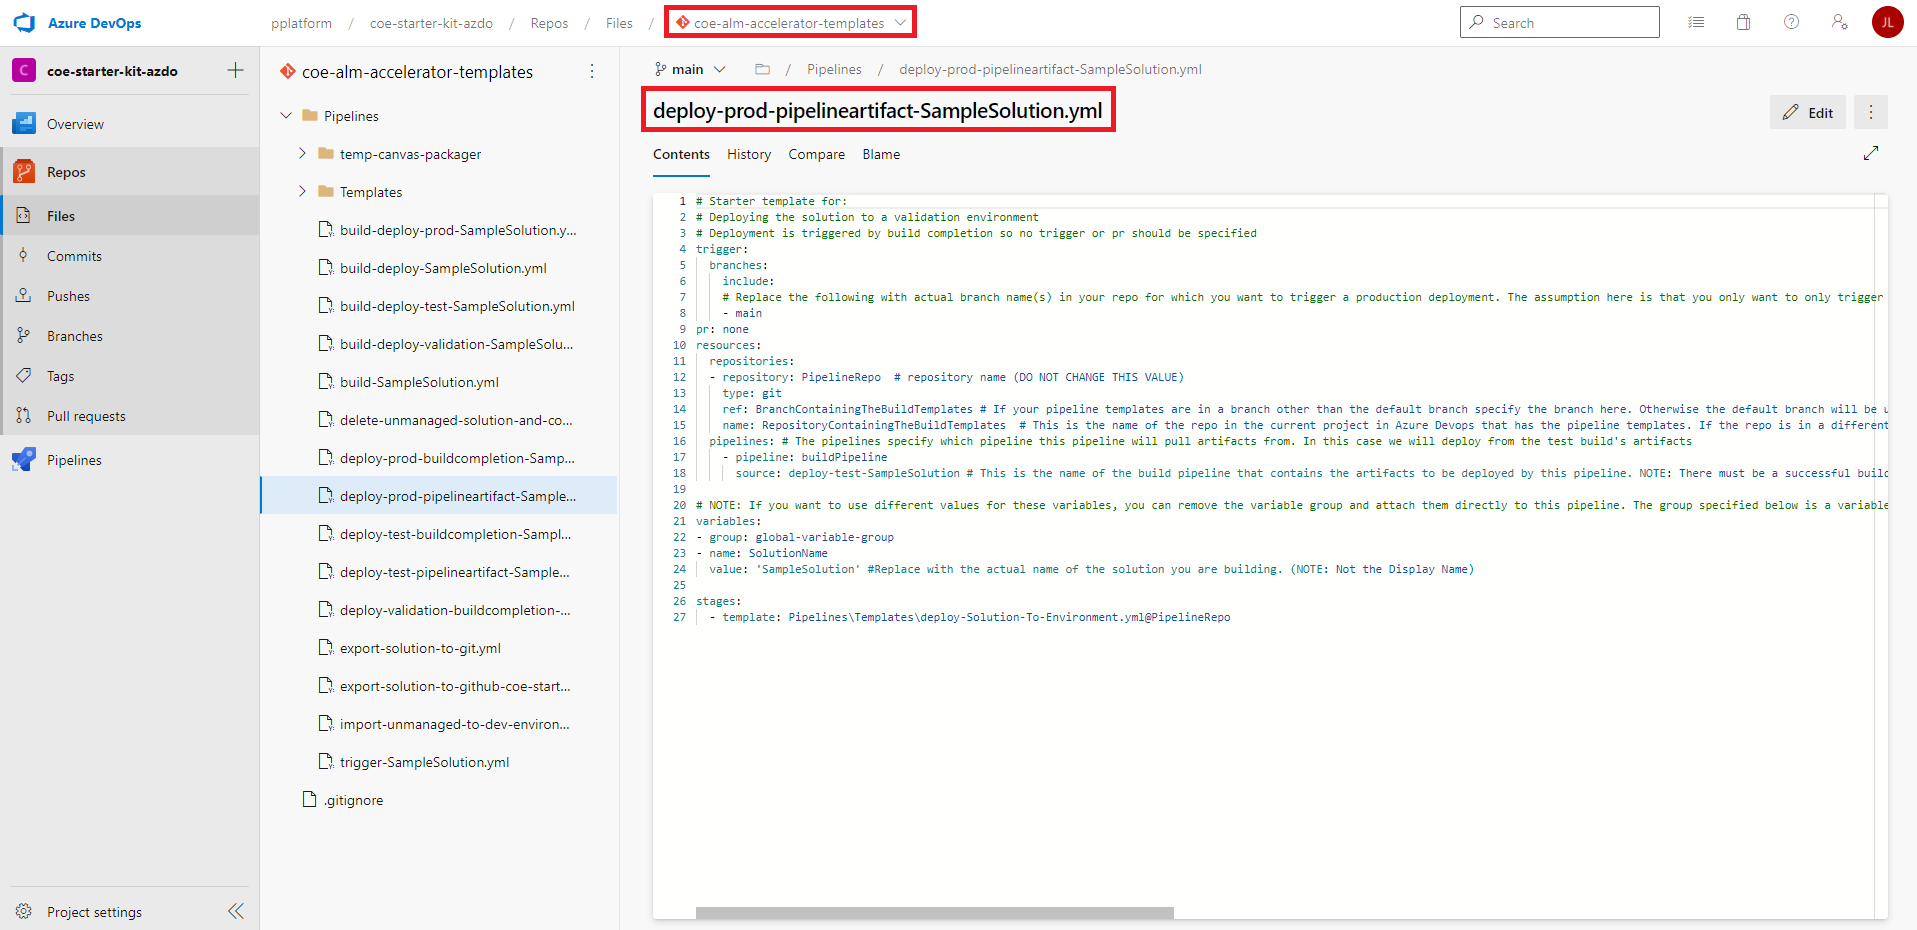 Azure DevOps
pplatform / coe-starter-kit-azdo / Repos / Files / coe-alm-accelerator-templates
Search
JL
C coe-starter-kit-azdo
Overview
Repos
Files
Commits
Pushes
Branches
Tags
Pull requests
Pipelines
Project settings
coe-alm-accelerator-templates
Pipelines
temp-canvas-packager
Templates
build-deploy-prod-SampleSolution.y...
build-deploy-SampleSolution.yml
build-deploy-test-SampleSolution.yml
build-deploy-validation-SampleSolu...
build-SampleSolution.yml
delete-unmanaged-solution-and-co...
deploy-prod-buildcompletion-Samp...
deploy-prod-pipelineartifact-Sample...
deploy-test-buildcompletion-Sampl...
deploy-test-pipelineartifact-Sample...
deploy-validation-buildcompletion-...
export-solution-to-git.yml
export-solution-to-github-coe-start...
import-unmanaged-to-dev-environ...
trigger-SampleSolution.yml
.gitignore
main / Pipelines / deploy-prod-pipelineartifact-SampleSolution.yml
deploy-prod-pipelineartifact-SampleSolution.yml
Edit
Contents History Compare Blame
1 # Starter template for:
2 # Deploying the solution to a validation environment
3 # Deployment is triggered by build completion so no trigger or pr should be specified
4 trigger:
5 branches:
6 include:
7 # Replace the following with actual branch name(s) in your repo for which you want to trigger a production deployment. The assumption here is that you only want to only trigger
8 - main
9 pr: none
10 resources:
11 repositories:
12 - repository: PipelineRepo # repository name (DO NOT CHANGE THIS VALUE)
13 type: git
14 ref: BranchContainingTheBuildTemplates # If your pipeline templates are in a branch other than the default branch specify the branch here. Otherwise the default branch will be u
15 name: RepositoryContainingTheBuildTemplates # This is the name of the repo in the current project in Azure Devops that has the pipeline templates. If the repo is in a different
16 pipelines: # The pipelines specify which pipeline this pipeline will pull artifacts from. In this case we will deploy from the test build's artifacts
17 - pipeline: buildPipeline
18 source: deploy-test-SampleSolution # This is the name of the build pipeline that contains the artifacts to be deployed by this pipeline. NOTE: There must be a successful build
19
20 # NOTE: If you want to use different values for these variables, you can remove the variable group and attach them directly to this pipeline. The group specified below is a variable
21 variables:
22 - group: global-variable-group
23 - name: SolutionName
24 value: 'SampleSolution' #Replace with the actual name of the solution you are building. (NOTE: Not the Display Name)
25
26 stages:
27 - template: Pipelines\Templates\deploy-Solution-To-Environment.yml@PipelineRepo